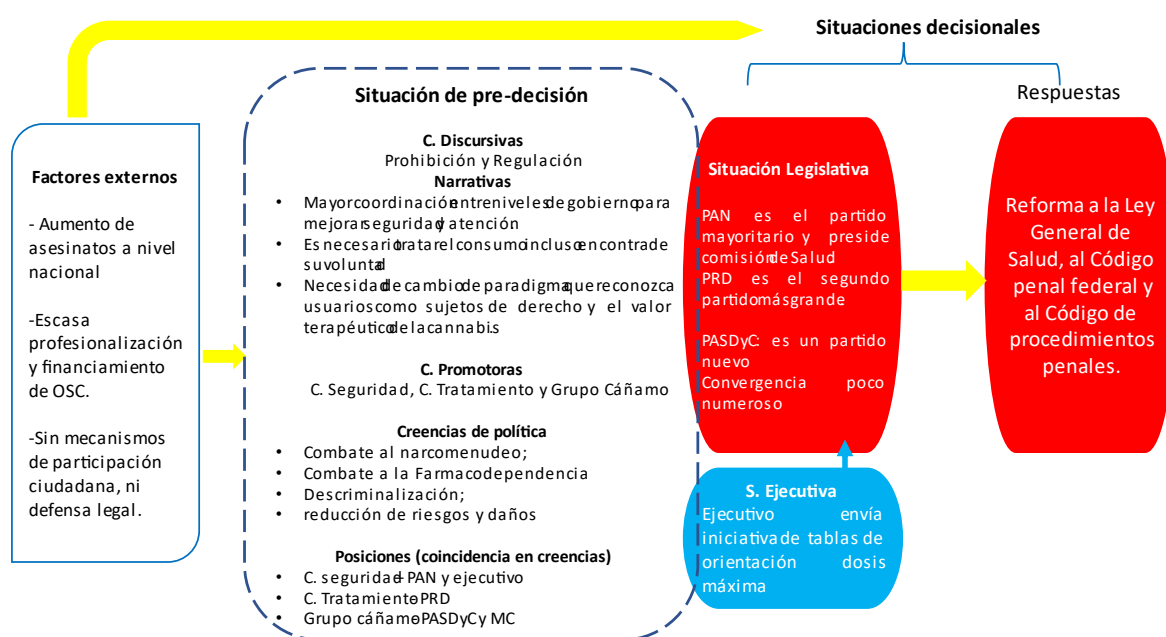 Situaciones decisionales
Respuestas
Factores externos
- Aumento de
asesinatos a nivel
nacional
-Escasa
profesionalización
y financiamiento
de OSC.
-Sin mecanismos
de participación
ciudadana, ni
defensa legal.
Situación de pre-decisión
C. Discursivas
Prohibición y Regulación
Narrativas
• Mayor coordinación entre niveles de gobierno para
mejorar seguridad y atención
• Es necesario tratar el consumo incluso en contra de
su voluntad
• Necesidad de cambio de paradigma que reconozca
usuarios como sujetos de derecho y el valor
terapéutico de la cannabis.
C. Promotoras
C. Seguridad, C. Tratamiento y Grupo Cáñamo
Creencias de política
• Combate al narcomenudeo;
• Combate a la Farmacodependencia
• Descriminalización;
• reducción de riesgos y daños
Posiciones (coincidencia en creencias)
• C. seguridad- PAN y ejecutivo
• C. Tratamiento-PRD
• Grupo cáñamo-PASDyC y MC
Situación Legislativa
PAN es el partido
mayoritario y preside
comisión de Salud
PRD es el segundo
partido más grande
PASDyC: es un partido
nuevo
Convergencia poco
numeroso
S. Ejecutiva
Ejecutivo envía
iniciativa de tablas de
orientación dosis
máxima
Reforma a la Ley
General de
Salud, al Código
penal federal y
al Código de
procedimientos
penales.